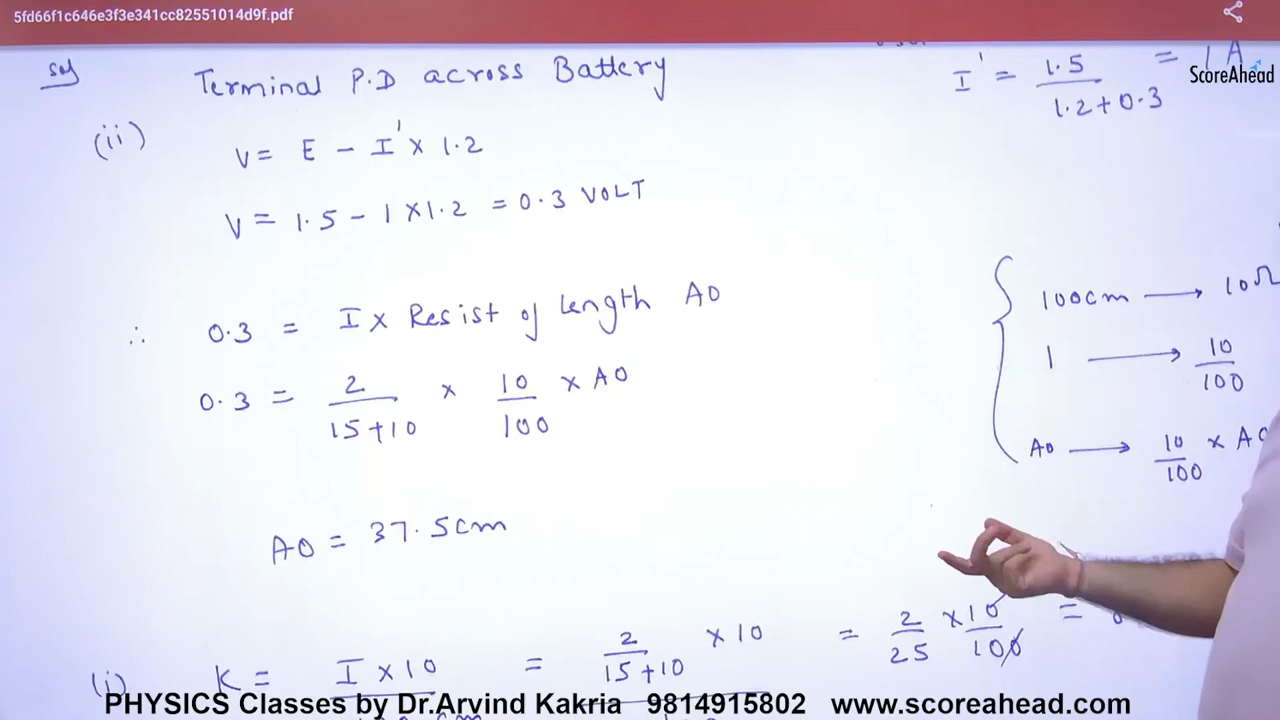 5fd66f1c646e3f3e341cc82551014d9f.pdf
Sol Terminal P.D across Battery
I' = 1.5 / 1.2+0.3 = 1 A
ScoreAhead
(ii) V = E - I' × 1.2
V = 1.5 - 1 × 1.2 = 0.3 VOLT
∴ 0.3 = I × Resist of length AO
0.3 = 2 / 15+10 × 10 / 100 × AO
AO = 37.5cm
100cm → 10Ω
1 → 10 / 100
AO → 10 / 100 × AO
(i) K = I × 10 = 2 / 15+10 × 10 = 2 / 25 × 10 / 100 =
PHYSICS Classes by Dr.Arvind Kakria 9814915802 www.scoreahead.com